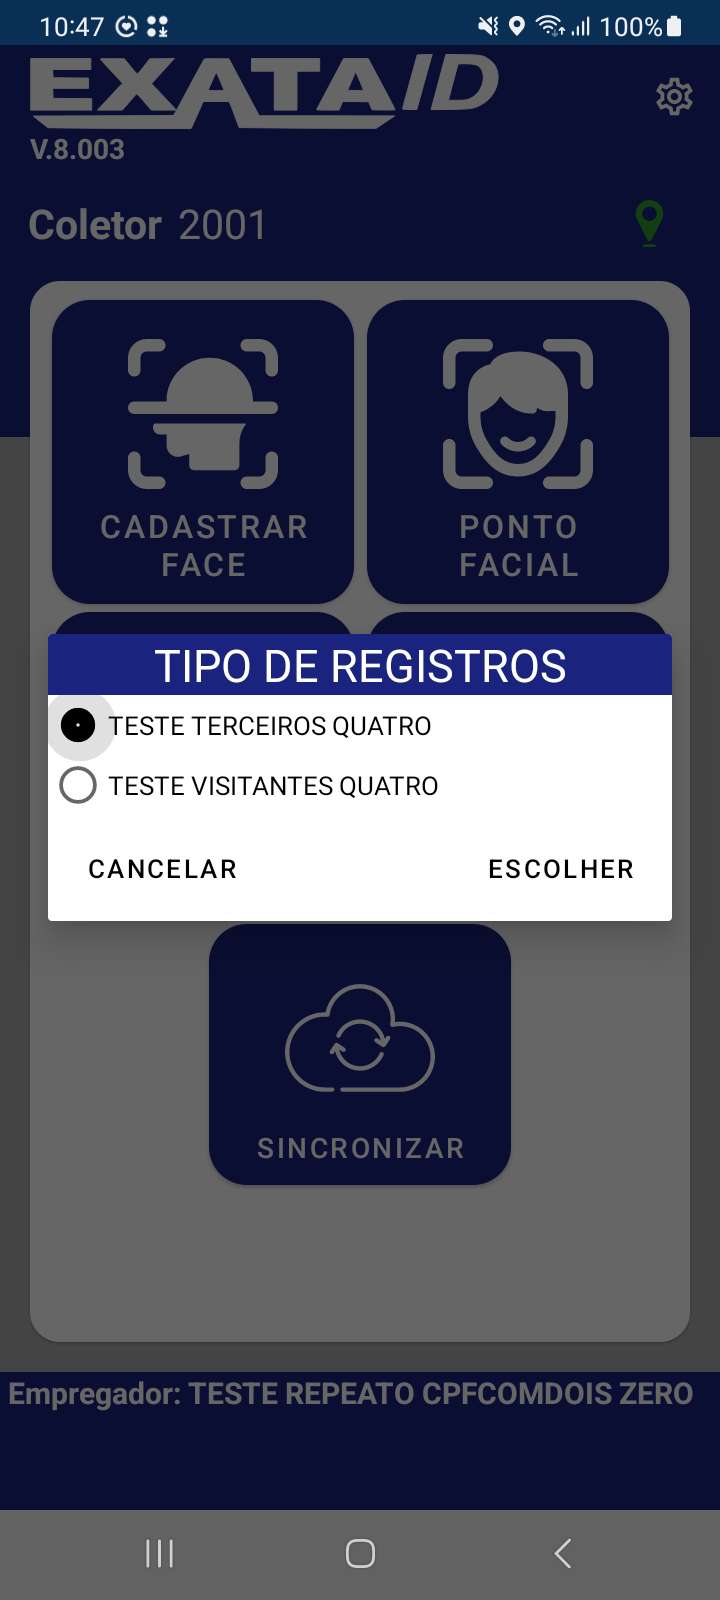 10:47
100%
EXATAID
V.8.003
Coletor 2001
CADASTRAR
FACE
PONTO
FACIAL
TIPO DE REGISTROS
TESTE TERCEIROS QUATRO
TESTE VISITANTES QUATRO
CANCELAR
ESCOLHER
SINCRONIZAR
Empregador: TESTE REPEATO CPFCOMDOIS ZERO